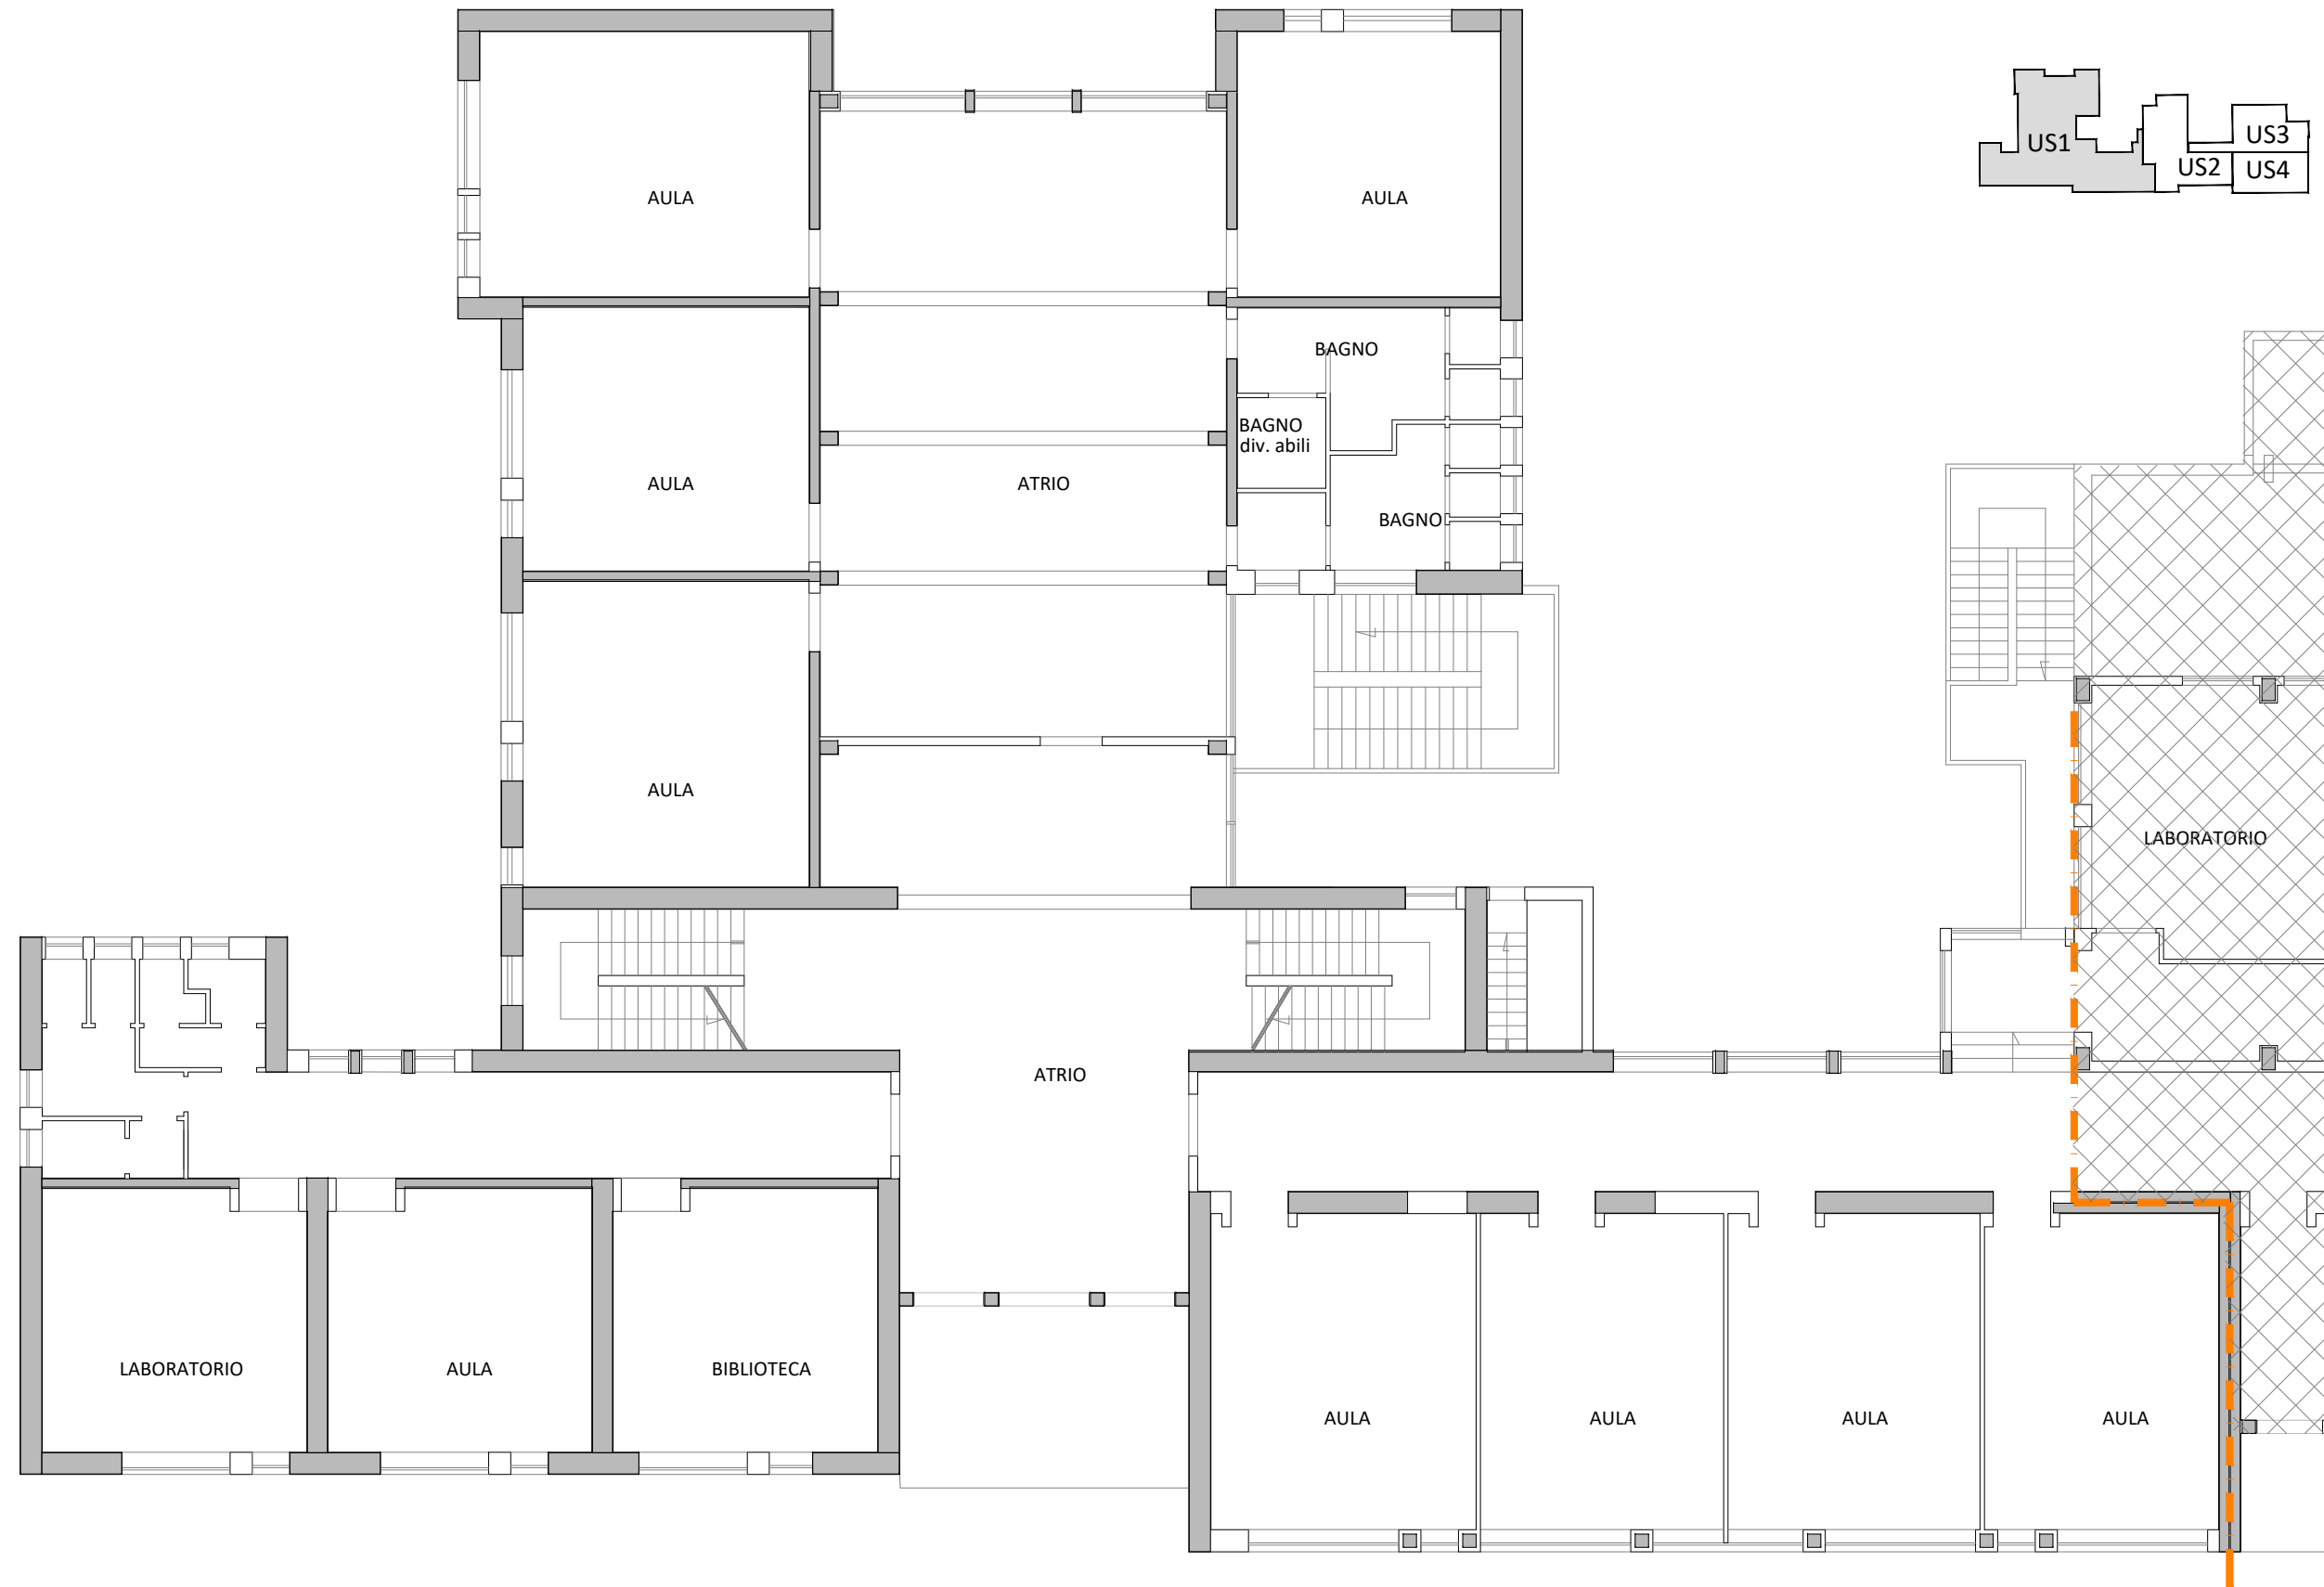 US3
US1
US2
US4
AULA
AULA
BAGNO
BAGNO
div. abili
AULA
ATRIO
BAGNO
AULA
LABORATORIO
ATRIO
LABORATORIO
AULA
BIBLIOTECA
AULA
AULA
AULA
AULA